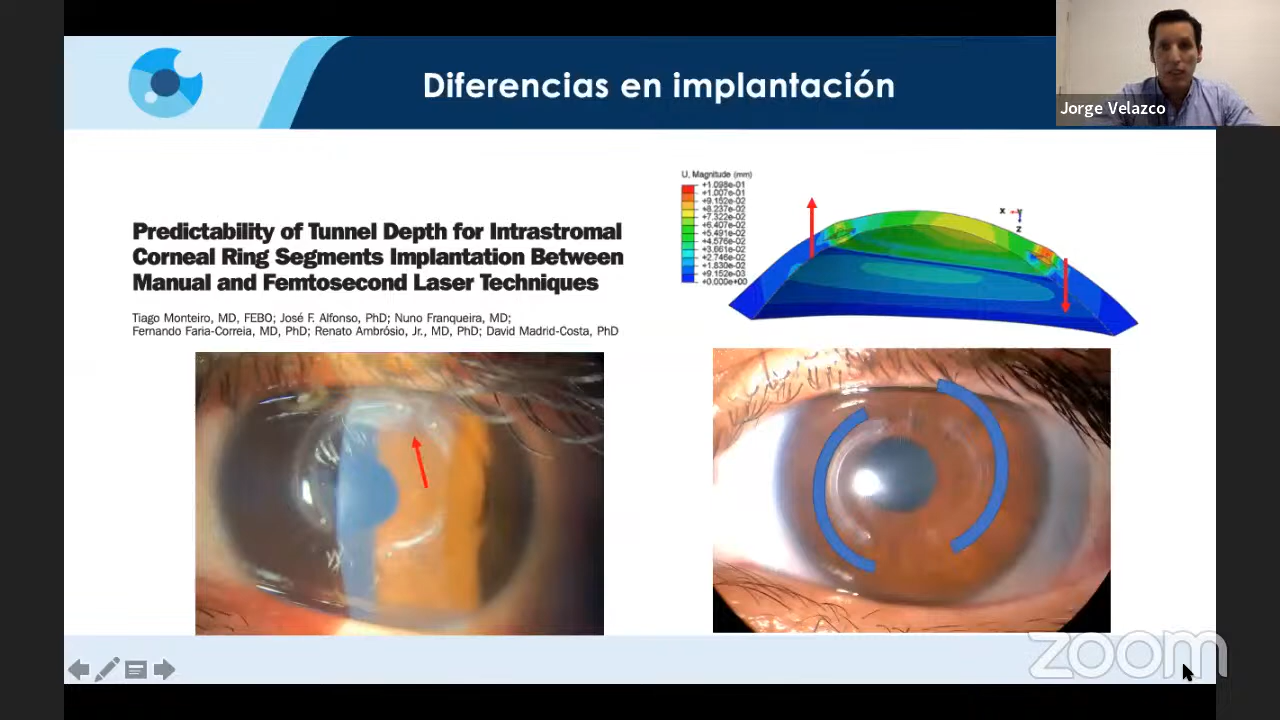 Jorge Velazco
Diferencias en implantación
Predictability of Tunnel Depth for Intrastromal
Corneal Ring Segments Implantation Between
Manual and Femtosecond Laser Techniques
Tiago Monteiro, MD, FEBO; José F. Alfonso, PhD; Nuno Franqueira, MD;
Fernando Faria-Correia, MD, PhD; Renato Ambrósio, Jr., MD, PhD; David Madrid-Costa, PhD
U, Magnitude (mm)
+1.098e-01
+1.007e-01
+9.152e-02
+8.237e-02
+7.322e-02
+6.407e-02
+5.491e-02
+4.576e-02
+3.661e-02
+2.746e-02
+1.830e-02
+9.152e-03
+0.000e+00
X
Y
Z
zoom